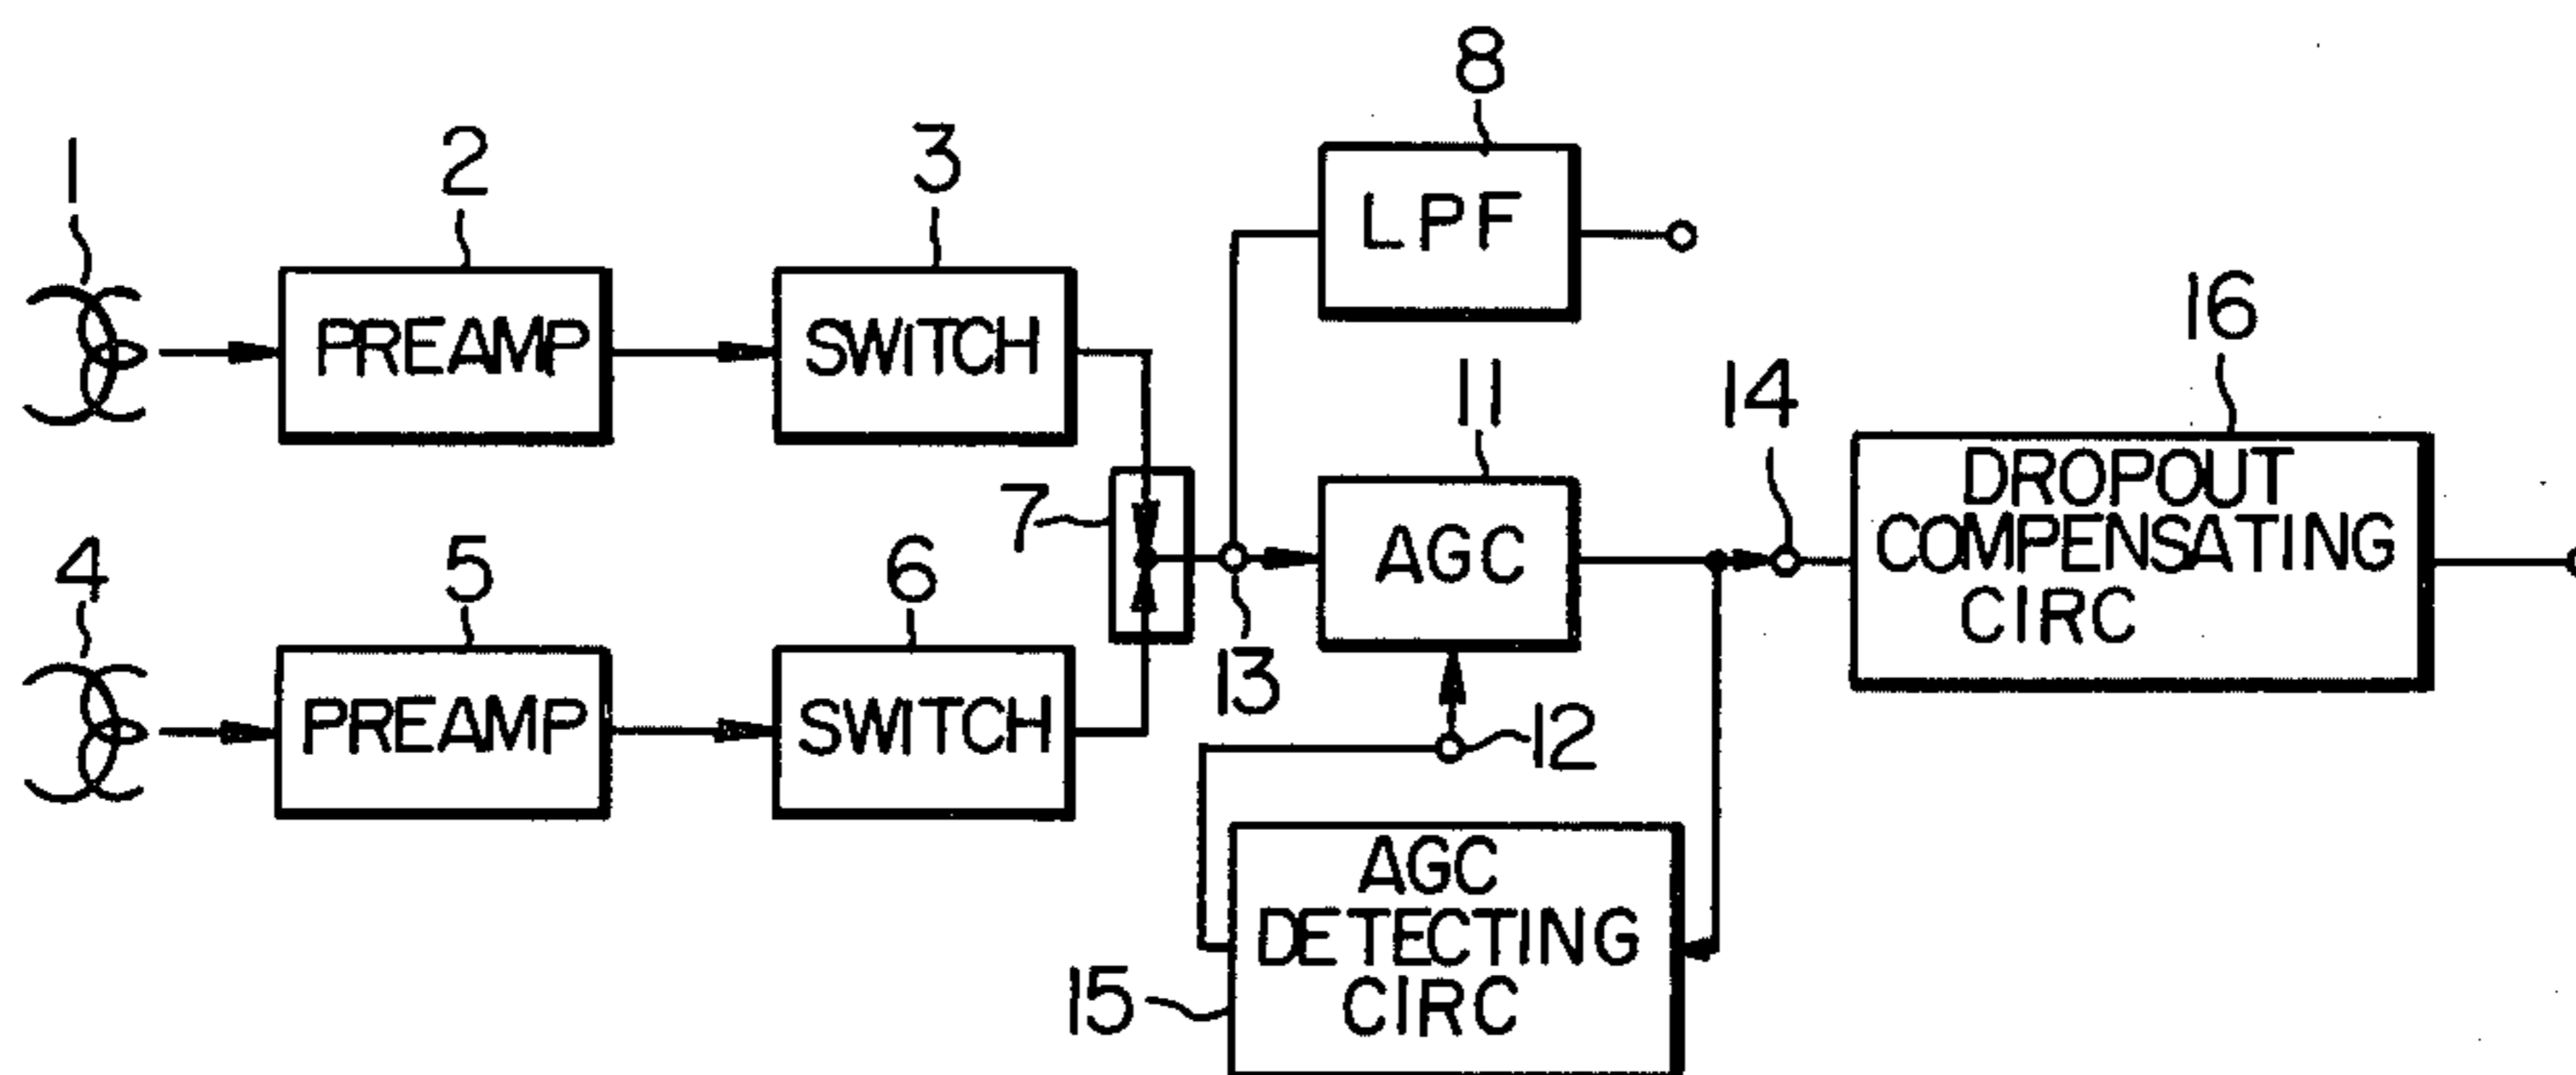 8
1
2
3
LPF
16
PREAMP
SWITCH
11
14
DROPOUT
COMPENSATING
CIRC
7
AGC
4
5
6
13
PREAMP
SWITCH
12
AGC
DETECTING
CIRC
15